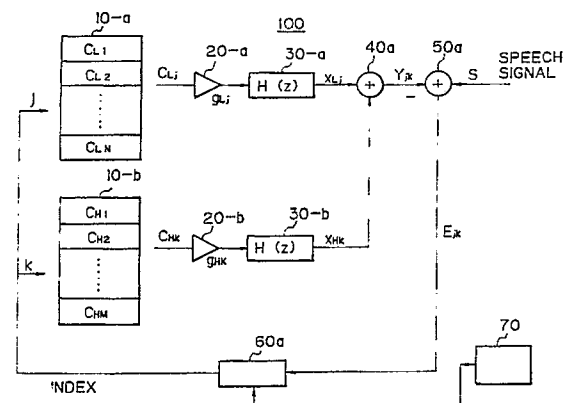 100
10-a
CL1
CL2
CLN
j
CLj
20-a
gLj
30-a
H (z)
XLj
40a
+
Yjk
−
50a
+
S
SPEECH
SIGNAL
10-b
CH1
CH2
CHM
k
CHk
20-b
gHk
30-b
H (z)
XHk
Ejk
60a
70
INDEX